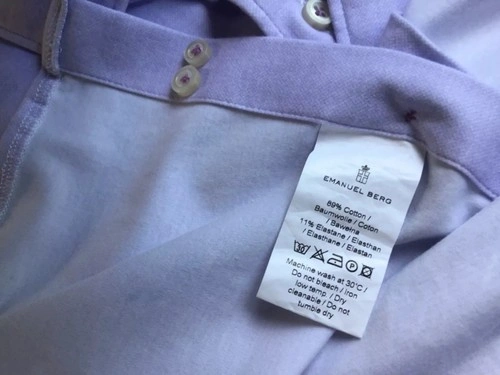 EMANUEL BERG
89% Cotton /
Baumwolle / Coton
/ Bawełna
11% Elastane / Elasthan
/ Elasthane / Elastan
Machine wash at 30°C /
Do not bleach / Iron
low temp. / Dry
cleanable / Do not
tumble dry